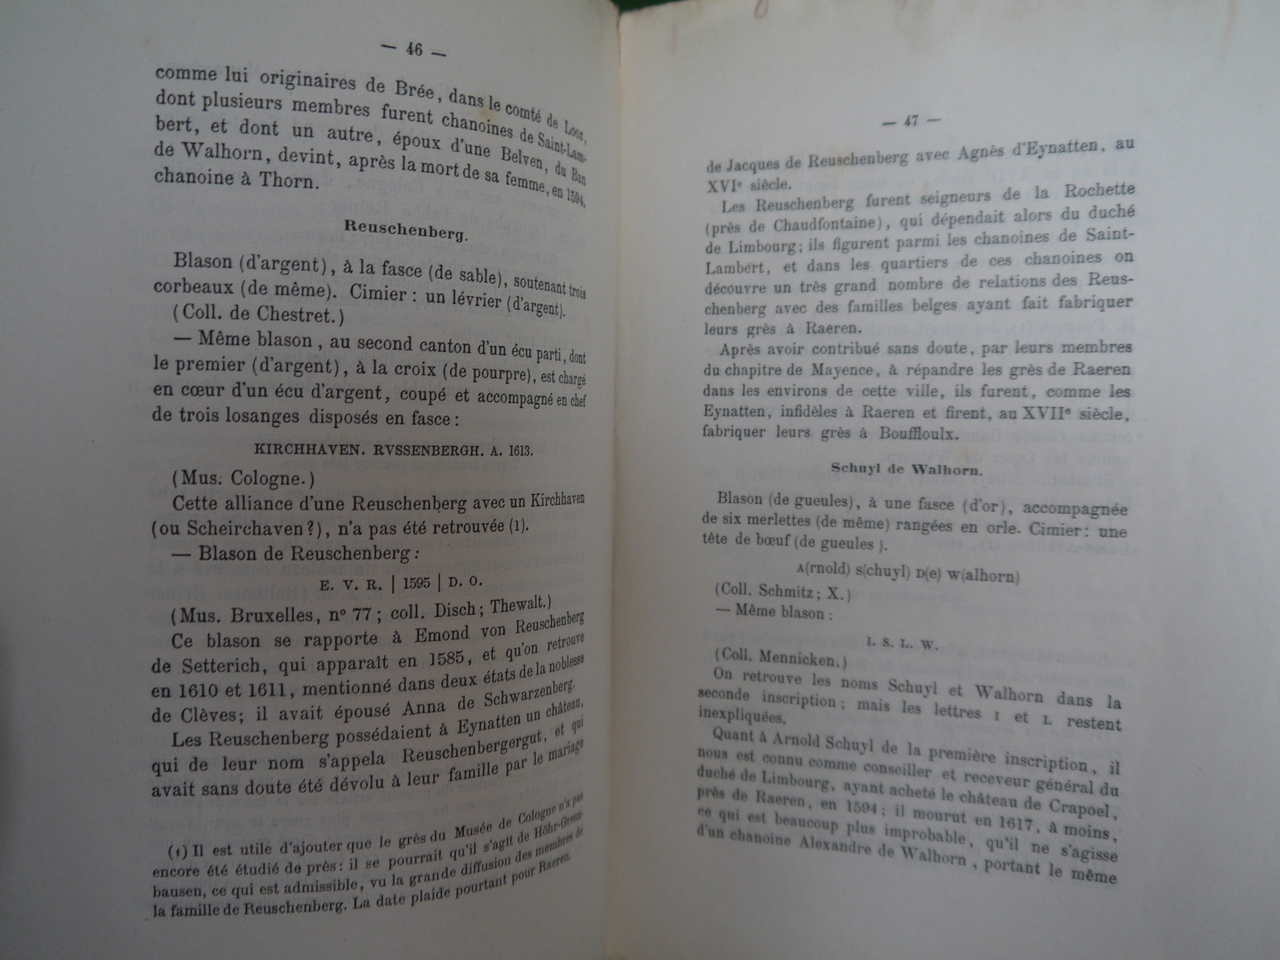 — 46 —
comme lui originaires de Brée, dans le comté de Looz,
dont plusieurs membres furent chanoines de Saint-Lam-
bert, et dont un autre, époux d'une Belven, du Ban
de Walhorn, devint, après la mort de sa femme, en 1594,
chanoine à Thorn.
Reuschenberg.
Blason (d'argent), à la fasce (de sable), soutenant trois
corbeaux (de même). Cimier : un lévrier (d'argent).
(Coll. de Chestret.)
— Même blason, au second canton d'un écu parti, dont
le premier (d'argent), à la croix (de pourpre), est chargé
en cœur d'un écu d'argent, coupé et accompagné en chef
de trois losanges disposés en fasce :
KIRCHHAVEN. RVSSENBERGH. A. 1613.
(Mus. Cologne.)
Cette alliance d'une Reuschenberg avec un Kirchhaven
(ou Scheirchaven?), n'a pas été retrouvée (1).
— Blason de Reuschenberg :
E. V. R. | 1595 | D. O.
(Mus. Bruxelles, n° 77; coll. Disch; Thewalt.)
Ce blason se rapporte à Emond von Reuschenberg
de Setterich, qui apparaît en 1585, et qu'on retrouve
en 1610 et 1611, mentionné dans deux états de la noblesse
de Clèves; il avait épousé Anna de Schwarzenberg.
Les Reuschenberg possédaient à Eynatten un château,
qui de leur nom s'appela Reuschenbergergut, et qui
avait sans doute été dévolu à leur famille par le mariage
(1) Il est utile d'ajouter que le grès du Musée de Cologne n'a pas
encore été étudié de près : il se pourrait qu'il s'agît de Höhr-Grenz-
hausen, ce qui est admissible, vu la grande diffusion des membres de
la famille de Reuschenberg. La date plaide pourtant pour Raeren.
— 47 —
de Jacques de Reuschenberg avec Agnès d'Eynatten, au
XVIe siècle.
Les Reuschenberg furent seigneurs de la Rochette
(près de Chaudfontaine), qui dépendait alors du duché
de Limbourg; ils figurent parmi les chanoines de Saint-
Lambert, et dans les quartiers de ces chanoines on
découvre un très grand nombre de relations des Reus-
chenberg avec des familles belges ayant fait fabriquer
leurs grès à Raeren.
Après avoir contribué sans doute, par leurs membres
du chapitre de Mayence, à répandre les grès de Raeren
dans les environs de cette ville, ils furent, comme les
Eynatten, infidèles à Raeren et firent, au XVIIe siècle,
fabriquer leurs grès à Bouffioulx.
Schuyl de Walhorn.
Blason (de gueules), à une fasce (d'or), accompagnée
de six merlettes (de même) rangées en orle. Cimier : une
tête de bœuf (de gueules).
A(rnold) S(chuyl) D(e) W(alhorn)
(Coll. Schmitz; X.)
— Même blason :
I. S. L. W.
(Coll. Mennicken.)
On retrouve les noms Schuyl et Walhorn dans la
seconde inscription; mais les lettres I et L restent
inexpliquées.
Quant à Arnold Schuyl de la première inscription, il
nous est connu comme conseiller et receveur général du
duché de Limbourg, ayant acheté le château de Crapoel,
près de Raeren, en 1594; il mourut en 1617, à moins,
ce qui est beaucoup plus improbable, qu'il ne s'agisse
d'un chanoine Alexandre de Walhorn, portant le même